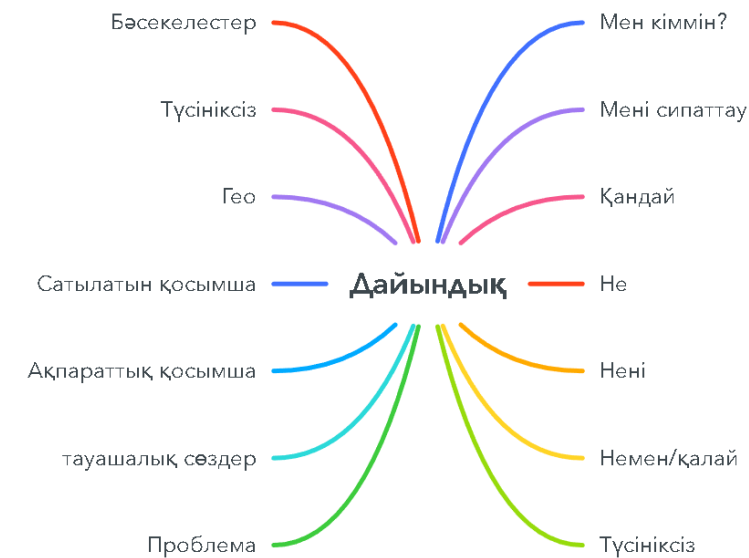 Бәсекелестер
Түсініксіз
Гео
Сатылатын қосымша
Ақпараттық қосымша
тауашалық сөздер
Проблема
Дайындық
Мен кіммін?
Мені сипаттау
Қандай
Не
Нені
Немен/қалай
Түсініксіз